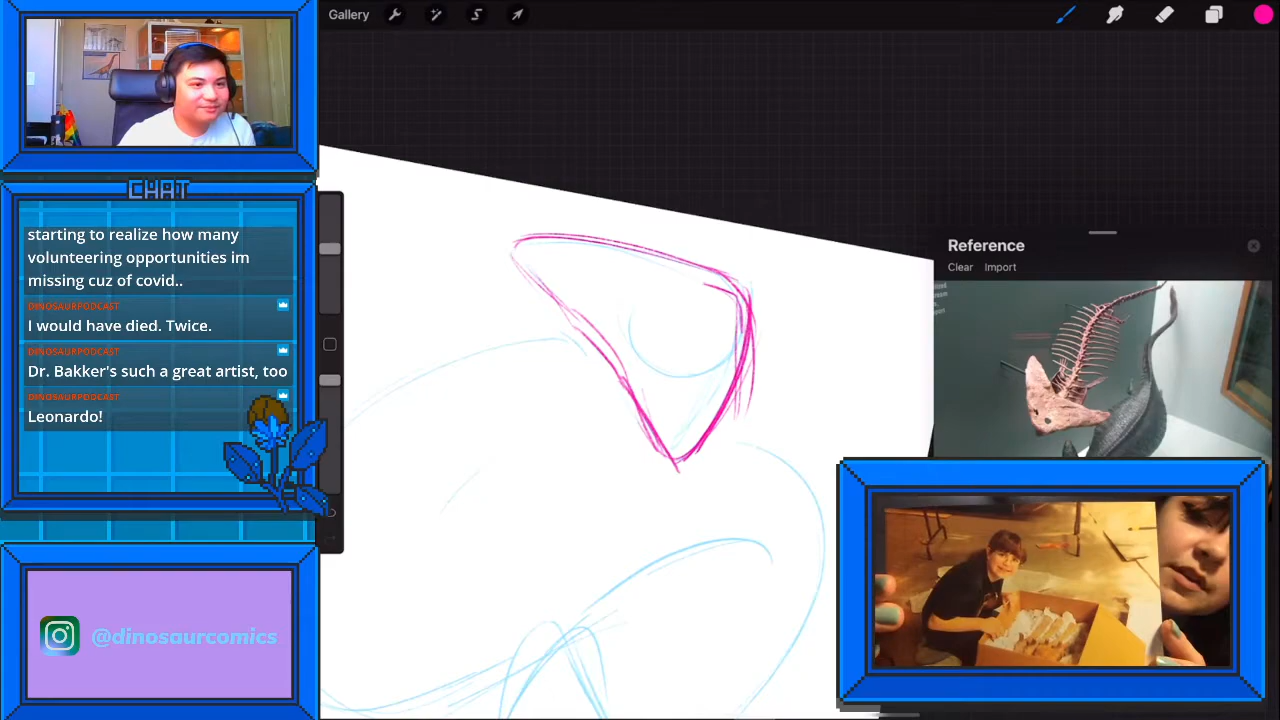 Gallery
CHAT
starting to realize how many
volunteering opportunities im
missing cuz of covid..
DINOSAURPODCAST
I would have died. Twice.
DINOSAURPODCAST
Dr. Bakker's such a great artist, too
DINOSAURPODCAST
Leonardo!
@dinosaurcomics
Reference
Clear Import